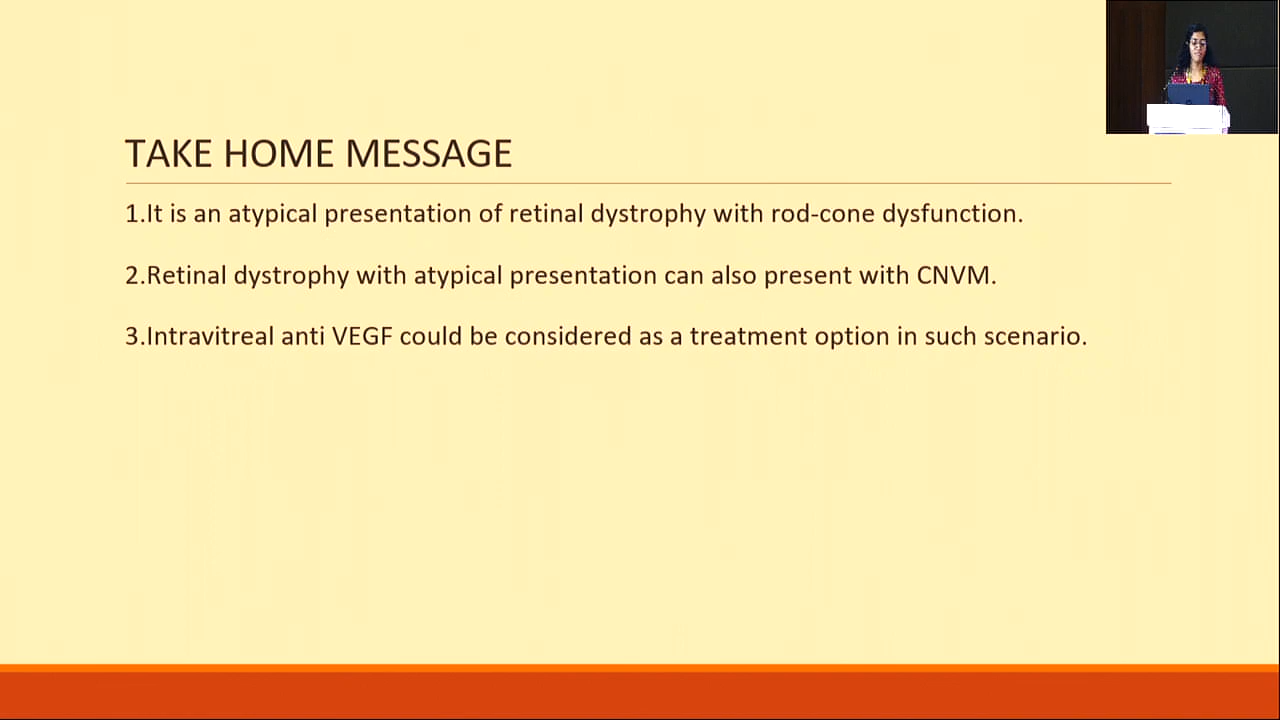 TAKE HOME MESSAGE
1.It is an atypical presentation of retinal dystrophy with rod-cone dysfunction.
2.Retinal dystrophy with atypical presentation can also present with CNVM.
3.Intravitreal anti VEGF could be considered as a treatment option in such scenario.